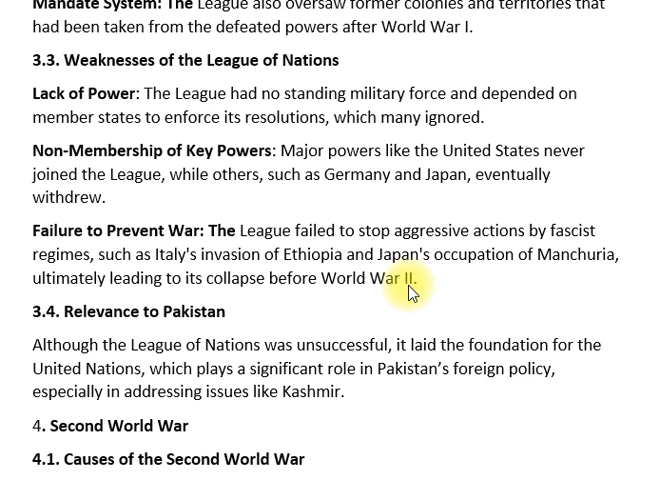 Mandate System: The League also oversaw former colonies and territories that
had been taken from the defeated powers after World War I.
3.3. Weaknesses of the League of Nations
Lack of Power: The League had no standing military force and depended on
member states to enforce its resolutions, which many ignored.
Non-Membership of Key Powers: Major powers like the United States never
joined the League, while others, such as Germany and Japan, eventually
withdrew.
Failure to Prevent War: The League failed to stop aggressive actions by fascist
regimes, such as Italy's invasion of Ethiopia and Japan's occupation of Manchuria,
ultimately leading to its collapse before World War II.
3.4. Relevance to Pakistan
Although the League of Nations was unsuccessful, it laid the foundation for the
United Nations, which plays a significant role in Pakistan’s foreign policy,
especially in addressing issues like Kashmir.
4. Second World War
4.1. Causes of the Second World War